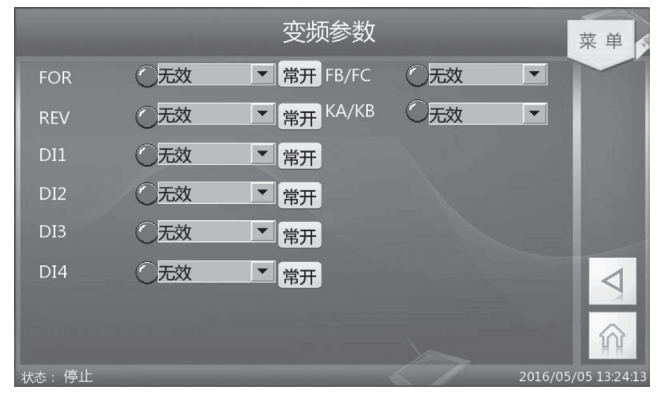 变频参数
菜单
FOR 无效 常开 FB/FC 无效
REV 无效 常开 KA/KB 无效
DI1 无效 常开
DI2 无效 常开
DI3 无效 常开
DI4 无效 常开
状态：停止 2016/05/05 13:24:13